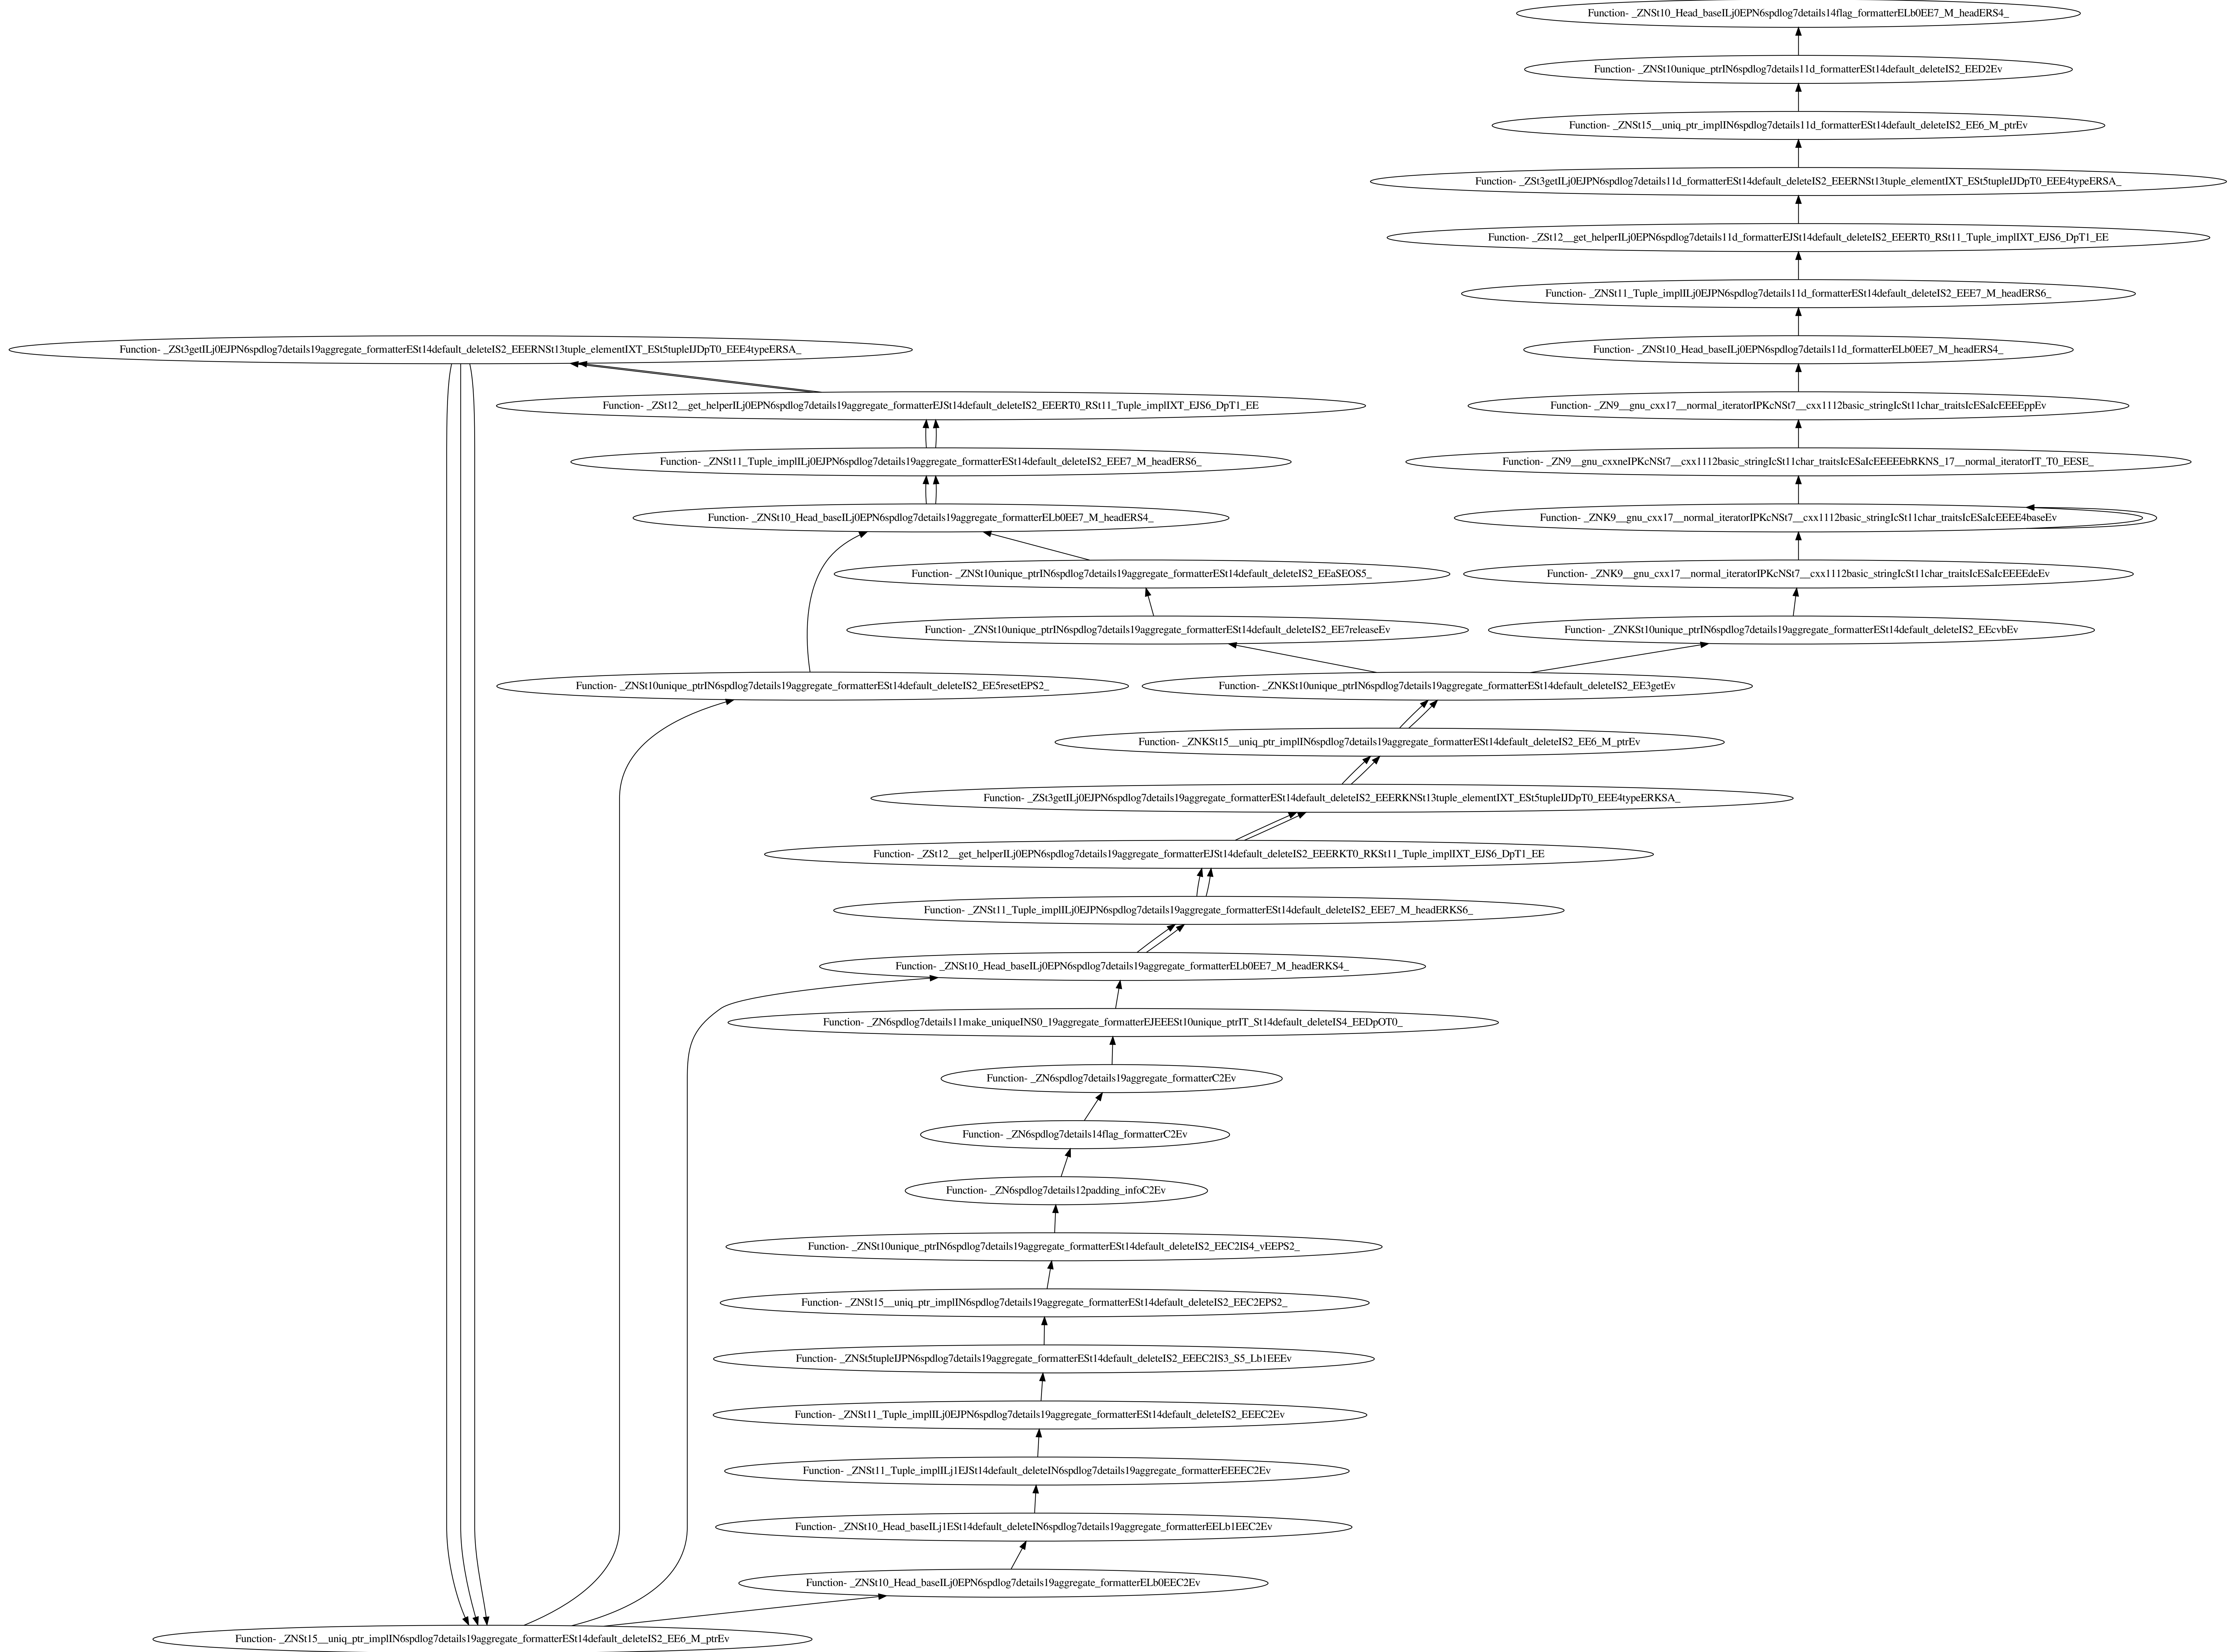 Function- _ZNSt10_Head_baseILj0EPN6spdlog7details14flag_formatterELb0EE7_M_headERS4_
Function- _ZNSt10unique_ptrIN6spdlog7details11d_formatterESt14default_deleteIS2_EED2Ev
Function- _ZNSt15__uniq_ptr_implIN6spdlog7details11d_formatterESt14default_deleteIS2_EE6_M_ptrEv
Function- _ZSt3getILj0EJPN6spdlog7details11d_formatterESt14default_deleteIS2_EEERNSt13tuple_elementIXT_ESt5tupleIJDpT0_EEE4typeERSA_
Function- _ZSt12__get_helperILj0EPN6spdlog7details11d_formatterEJSt14default_deleteIS2_EEERT0_RSt11_Tuple_implIXT_EJS6_DpT1_EE
Function- _ZNSt11_Tuple_implILj0EJPN6spdlog7details11d_formatterESt14default_deleteIS2_EEE7_M_headERS6_
Function- _ZSt3getILj0EJPN6spdlog7details19aggregate_formatterESt14default_deleteIS2_EEERNSt13tuple_elementIXT_ESt5tupleIJDpT0_EEE4typeERSA_
Function- _ZNSt10_Head_baseILj0EPN6spdlog7details11d_formatterELb0EE7_M_headERS4_
Function- _ZSt12__get_helperILj0EPN6spdlog7details19aggregate_formatterEJSt14default_deleteIS2_EEERT0_RSt11_Tuple_implIXT_EJS6_DpT1_EE
Function- _ZN9__gnu_cxx17__normal_iteratorIPKcNSt7__cxx1112basic_stringIcSt11char_traitsIcESaIcEEEEppEv
Function- _ZNSt11_Tuple_implILj0EJPN6spdlog7details19aggregate_formatterESt14default_deleteIS2_EEE7_M_headERS6_
Function- _ZN9__gnu_cxxneIPKcNSt7__cxx1112basic_stringIcSt11char_traitsIcESaIcEEEEEbRKNS_17__normal_iteratorIT_T0_EESE_
Function- _ZNSt10_Head_baseILj0EPN6spdlog7details19aggregate_formatterELb0EE7_M_headERS4_
Function- _ZNK9__gnu_cxx17__normal_iteratorIPKcNSt7__cxx1112basic_stringIcSt11char_traitsIcESaIcEEEE4baseEv
Function- _ZNSt10unique_ptrIN6spdlog7details19aggregate_formatterESt14default_deleteIS2_EEaSEOS5_
Function- _ZNK9__gnu_cxx17__normal_iteratorIPKcNSt7__cxx1112basic_stringIcSt11char_traitsIcESaIcEEEEdeEv
Function- _ZNSt10unique_ptrIN6spdlog7details19aggregate_formatterESt14default_deleteIS2_EE7releaseEv
Function- _ZNKSt10unique_ptrIN6spdlog7details19aggregate_formatterESt14default_deleteIS2_EEcvbEv
Function- _ZNSt10unique_ptrIN6spdlog7details19aggregate_formatterESt14default_deleteIS2_EE5resetEPS2_
Function- _ZNKSt10unique_ptrIN6spdlog7details19aggregate_formatterESt14default_deleteIS2_EE3getEv
Function- _ZNKSt15__uniq_ptr_implIN6spdlog7details19aggregate_formatterESt14default_deleteIS2_EE6_M_ptrEv
Function- _ZSt3getILj0EJPN6spdlog7details19aggregate_formatterESt14default_deleteIS2_EEERKNSt13tuple_elementIXT_ESt5tupleIJDpT0_EEE4typeERKSA_
Function- _ZSt12__get_helperILj0EPN6spdlog7details19aggregate_formatterEJSt14default_deleteIS2_EEERKT0_RKSt11_Tuple_implIXT_EJS6_DpT1_EE
Function- _ZNSt11_Tuple_implILj0EJPN6spdlog7details19aggregate_formatterESt14default_deleteIS2_EEE7_M_headERKS6_
Function- _ZNSt10_Head_baseILj0EPN6spdlog7details19aggregate_formatterELb0EE7_M_headERKS4_
Function- _ZN6spdlog7details11make_uniqueINS0_19aggregate_formatterEJEEESt10unique_ptrIT_St14default_deleteIS4_EEDpOT0_
Function- _ZN6spdlog7details19aggregate_formatterC2Ev
Function- _ZN6spdlog7details14flag_formatterC2Ev
Function- _ZN6spdlog7details12padding_infoC2Ev
Function- _ZNSt10unique_ptrIN6spdlog7details19aggregate_formatterESt14default_deleteIS2_EEC2IS4_vEEPS2_
Function- _ZNSt15__uniq_ptr_implIN6spdlog7details19aggregate_formatterESt14default_deleteIS2_EEC2EPS2_
Function- _ZNSt5tupleIJPN6spdlog7details19aggregate_formatterESt14default_deleteIS2_EEEC2IS3_S5_Lb1EEEv
Function- _ZNSt11_Tuple_implILj0EJPN6spdlog7details19aggregate_formatterESt14default_deleteIS2_EEEC2Ev
Function- _ZNSt11_Tuple_implILj1EJSt14default_deleteIN6spdlog7details19aggregate_formatterEEEEC2Ev
Function- _ZNSt10_Head_baseILj1ESt14default_deleteIN6spdlog7details19aggregate_formatterEELb1EEC2Ev
Function- _ZNSt10_Head_baseILj0EPN6spdlog7details19aggregate_formatterELb0EEC2Ev
Function- _ZNSt15__uniq_ptr_implIN6spdlog7details19aggregate_formatterESt14default_deleteIS2_EE6_M_ptrEv